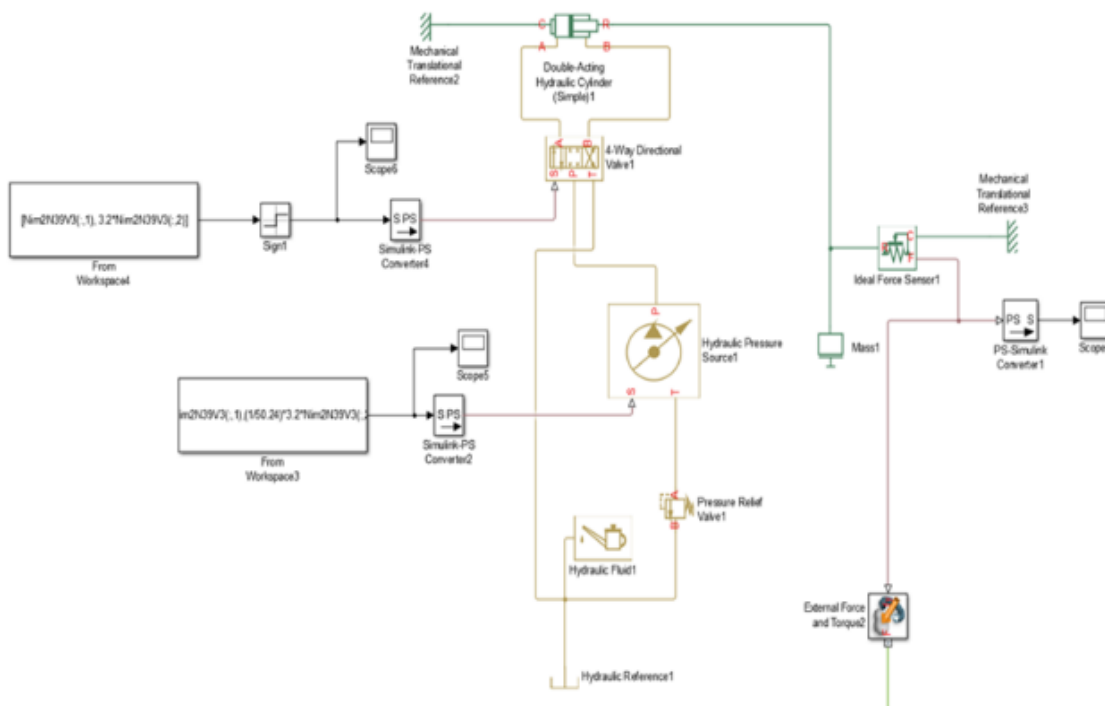 C
R
A
B
Mechanical
Translational
Reference2
Double-Acting
Hydraulic Cylinder
(Simple)1
A
B
4-Way Directional
Valve1
S
P
T
Scope6
[Nim2N39V3(:,1), 3.2*Nim2N39V3(:,2)]
From
Workspace4
Sign1
S PS
Simulink-PS
Converter4
Mechanical
Translational
Reference3
R
C
F
Ideal Force Sensor1
Mass1
PS S
PS-Simulink
Converter1
Scope
P
Hydraulic Pressure
Source1
S
T
Scope5
im2N39V3(:,1),(1/50.24)*3.2*Nim2N39V3(:,2
From
Workspace3
S PS
Simulink-PS
Converter2
A
Pressure Relief
Valve1
B
Hydraulic Fluid1
External Force
and Torque2
F
Hydraulic Reference1